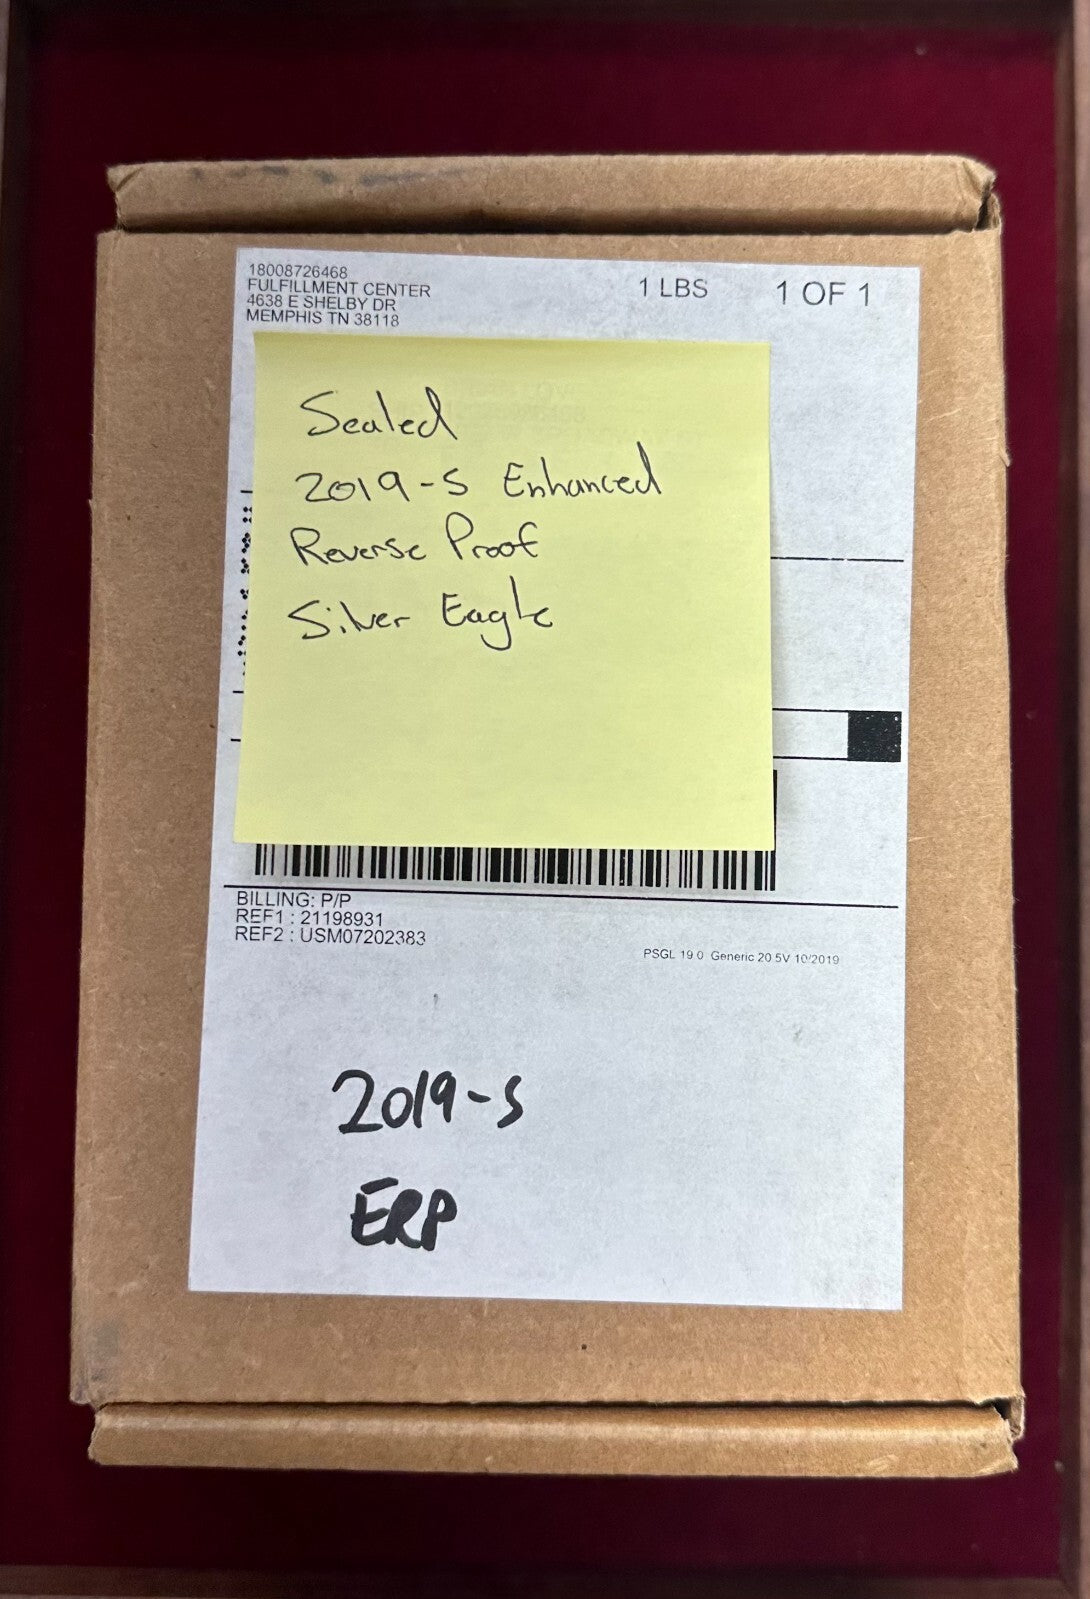 18008726468
FULFILLMENT CENTER
4638 E SHELBY DR
MEMPHIS TN 38118
1 LBS 1 OF 1
Sealed
2019-S Enhanced
Reverse Proof
Silver Eagle
BILLING: P/P
REF1 : 21198931
REF2 : USM07202383
PSGL 19.0 Generic 20.5V 10/2019
2019-S
ERP